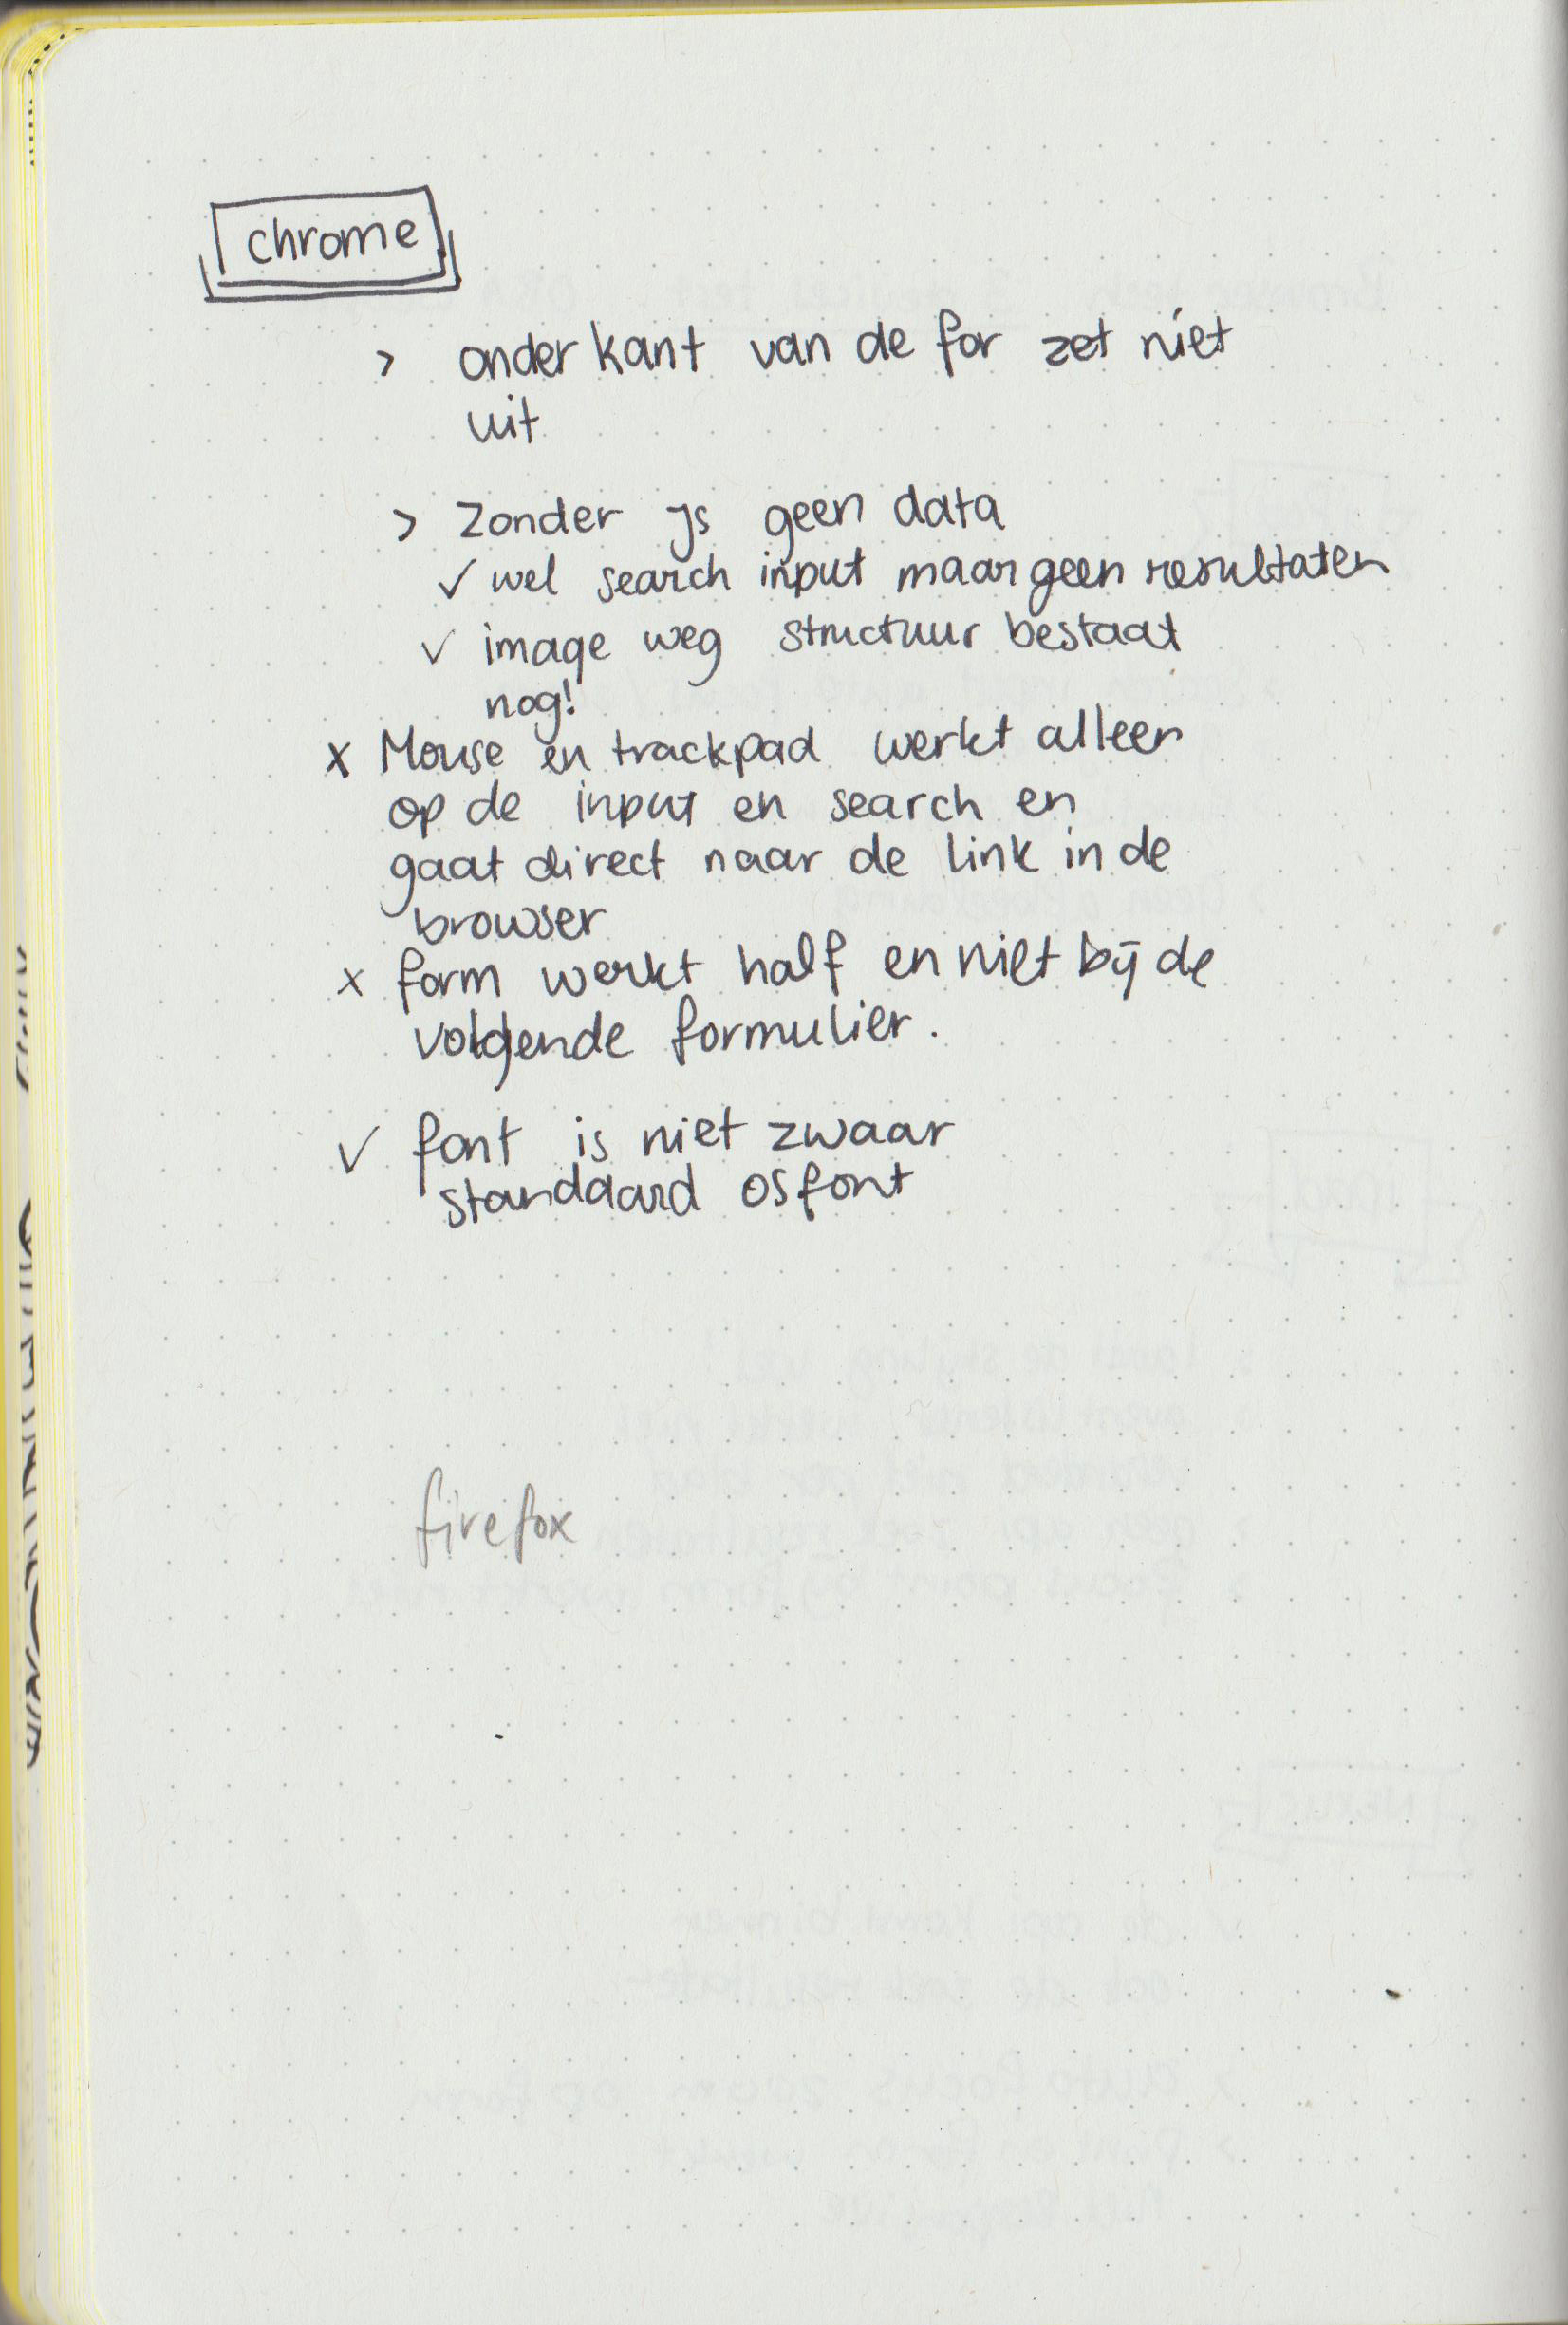 chrome
> onderkant van de for zet niet
uit
> Zonder js geen data
✓ wel search input maar geen resultaten
✓ image weg structuur bestaat
nog!
x Mouse en trackpad werkt alleen
op de input en search en
gaat direct naar de link in de
browser
x form werkt half en niet bij de
volgende formulier.
✓ font is niet zwaar
standaard os font
firefox